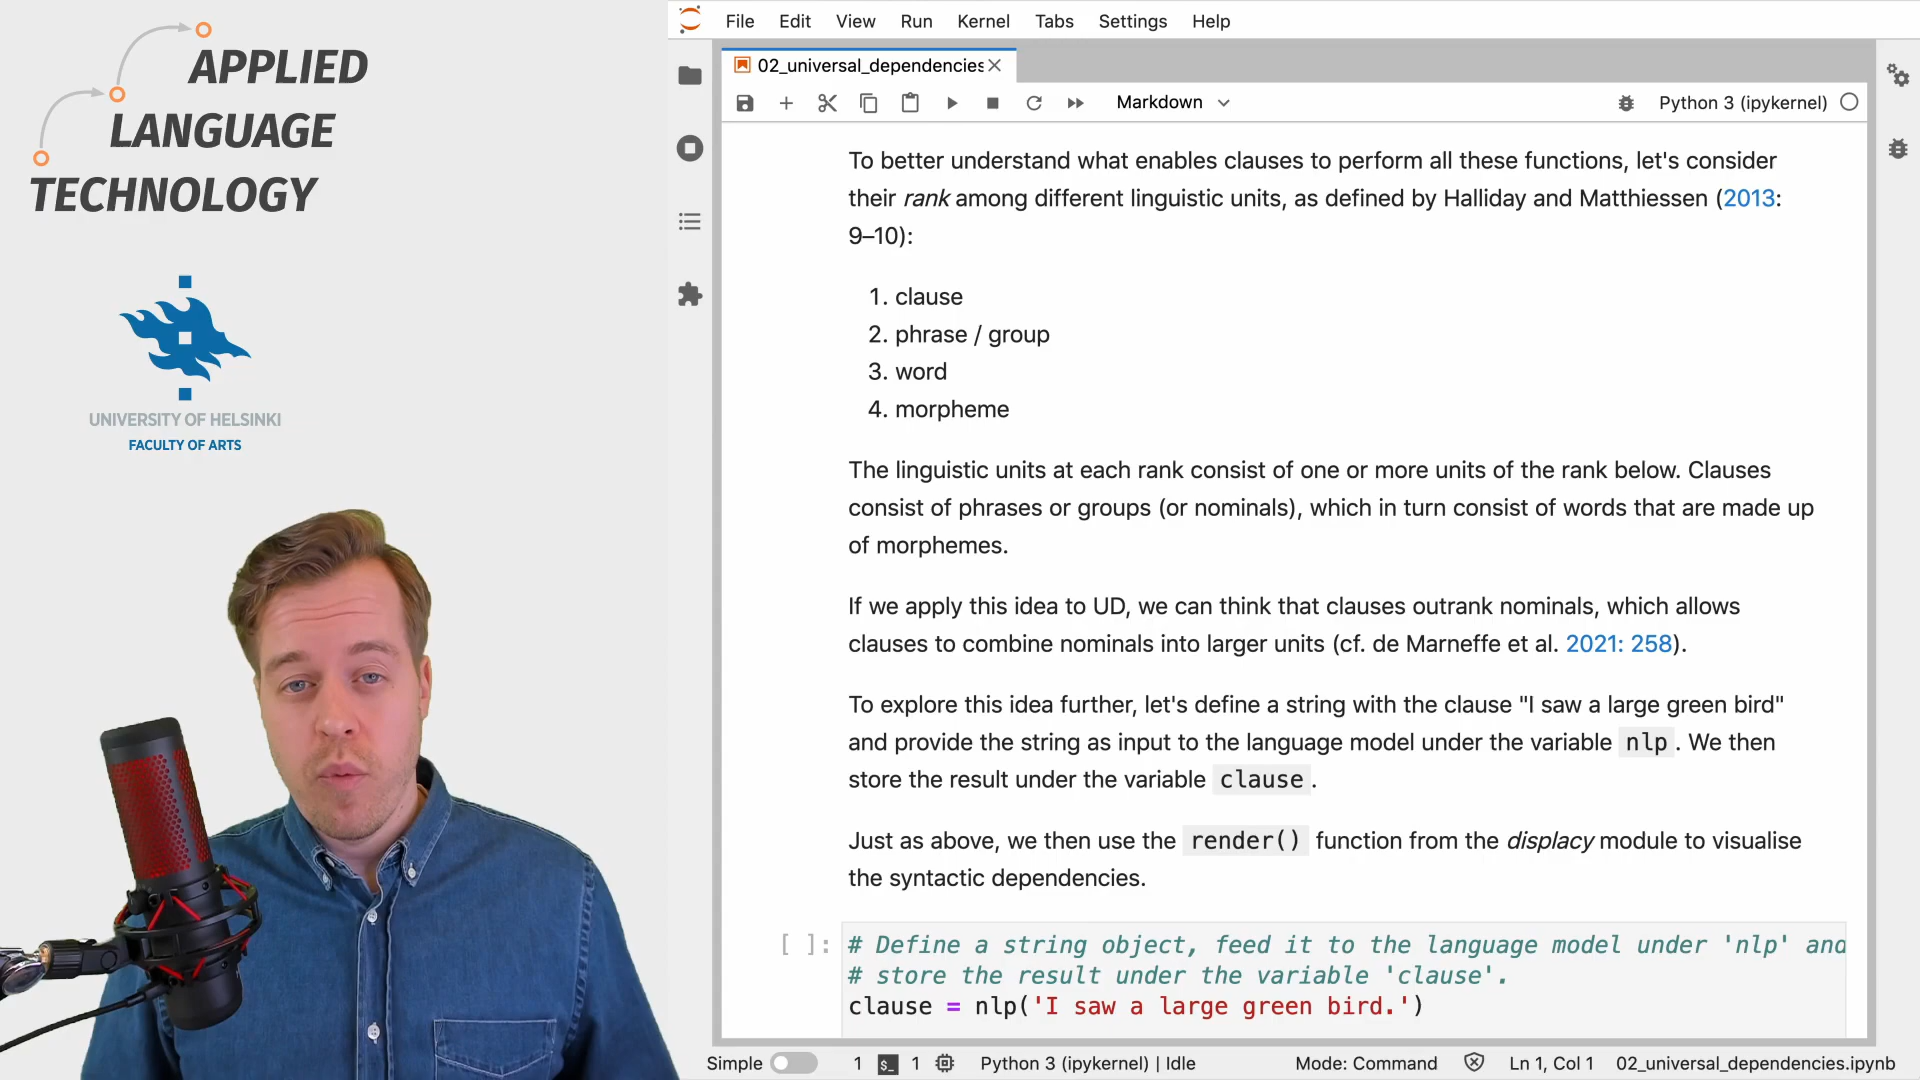 APPLIED
LANGUAGE
TECHNOLOGY
UNIVERSITY OF HELSINKI
FACULTY OF ARTS
File Edit View Run Kernel Tabs Settings Help
02_universal_dependencies
Markdown
Python 3 (ipykernel)
To better understand what enables clauses to perform all these functions, let's consider
their rank among different linguistic units, as defined by Halliday and Matthiessen (2013:
9–10):
1. clause
2. phrase / group
3. word
4. morpheme
The linguistic units at each rank consist of one or more units of the rank below. Clauses
consist of phrases or groups (or nominals), which in turn consist of words that are made up
of morphemes.
If we apply this idea to UD, we can think that clauses outrank nominals, which allows
clauses to combine nominals into larger units (cf. de Marneffe et al. 2021: 258).
To explore this idea further, let's define a string with the clause "I saw a large green bird"
and provide the string as input to the language model under the variable nlp. We then
store the result under the variable clause.
Just as above, we then use the render() function from the displacy module to visualise
the syntactic dependencies.
[ ]: # Define a string object, feed it to the language model under 'nlp' and
# store the result under the variable 'clause'.
clause = nlp('I saw a large green bird.')
Simple 1 $_ 1 Python 3 (ipykernel) | Idle Mode: Command Ln 1, Col 1 02_universal_dependencies.ipynb